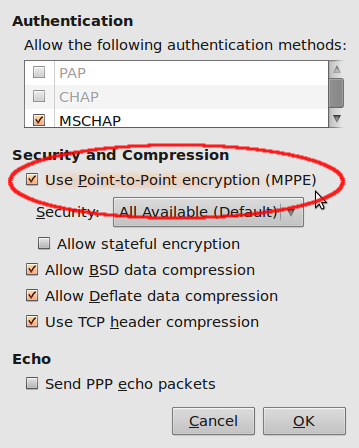 Authentication
Allow the following authentication methods:
PAP
CHAP
MSCHAP
Security and Compression
Use Point-to-Point encryption (MPPE)
Security: All Available (Default)
Allow stateful encryption
Allow BSD data compression
Allow Deflate data compression
Use TCP header compression
Echo
Send PPP echo packets
Cancel OK